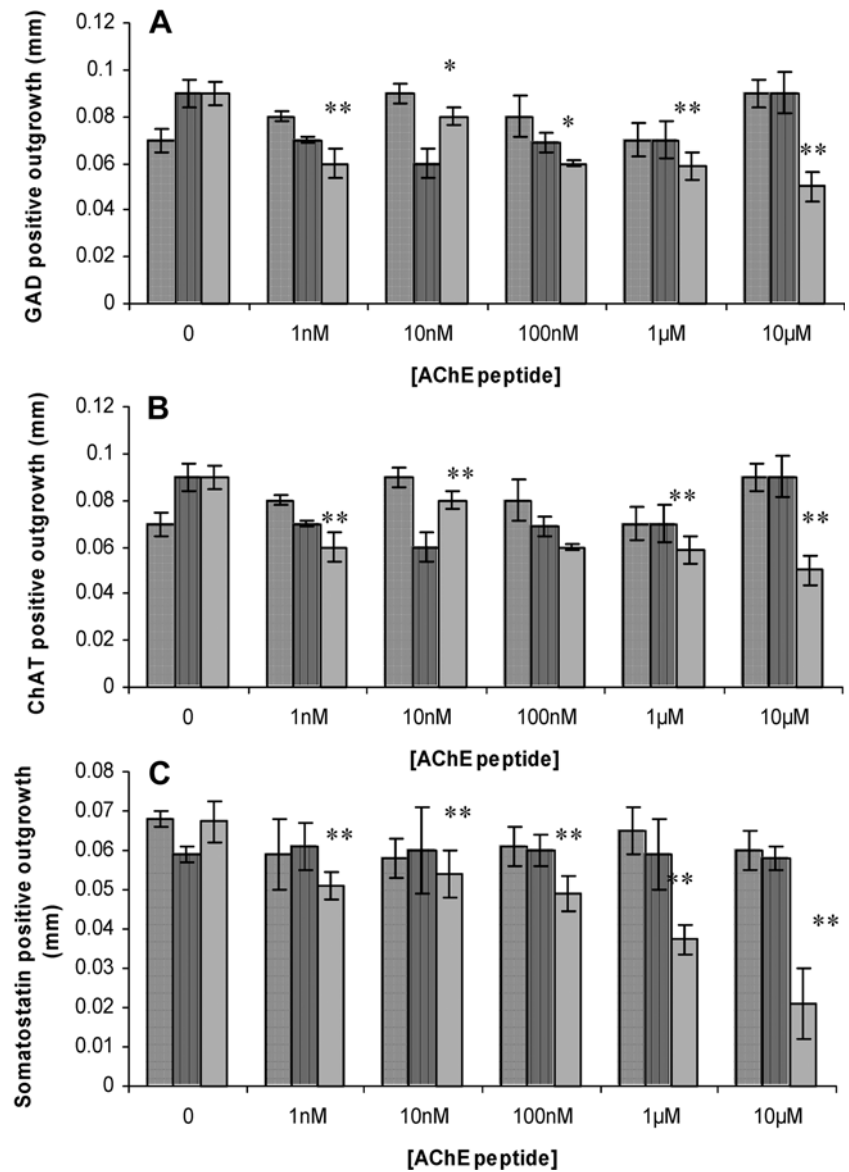 A
GAD positive outgrowth (mm)
0.12
0.1
0.08
0.06
0.04
0.02
0
**
*
*
**
**
0 1nM 10nM 100nM 1µM 10µM
[AChE peptide]
B
ChAT positive outgrowth (mm)
0.12
0.1
0.08
0.06
0.04
0.02
0
**
**
**
**
0 1nM 10nM 100nM 1µM 10µM
[AChE peptide]
C
Somatostatin positive outgrowth
(mm)
0.08
0.07
0.06
0.05
0.04
0.03
0.02
0.01
0
**
**
**
**
**
0 1nM 10nM 100nM 1µM 10µM
[AChE peptide]